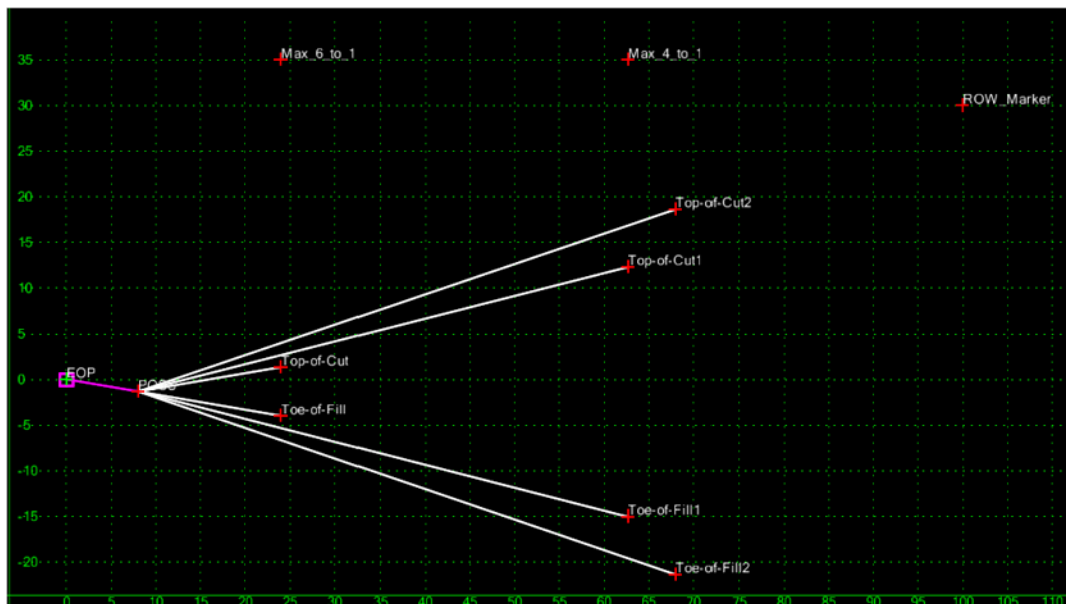 35 Max_6_to_1 Max_4_to_1
30 ROW_Marker
25
20 Top-of-Cut2
15
10 Top-of-Cut1
5
Top-of-Cut
0 EOP
Toe-of-Fill
-5
-10
-15 Toe-of-Fill1
-20 Toe-of-Fill2
0 5 10 15 20 25 30 35 40 45 50 55 60 65 70 75 80 85 90 95 100 105 110